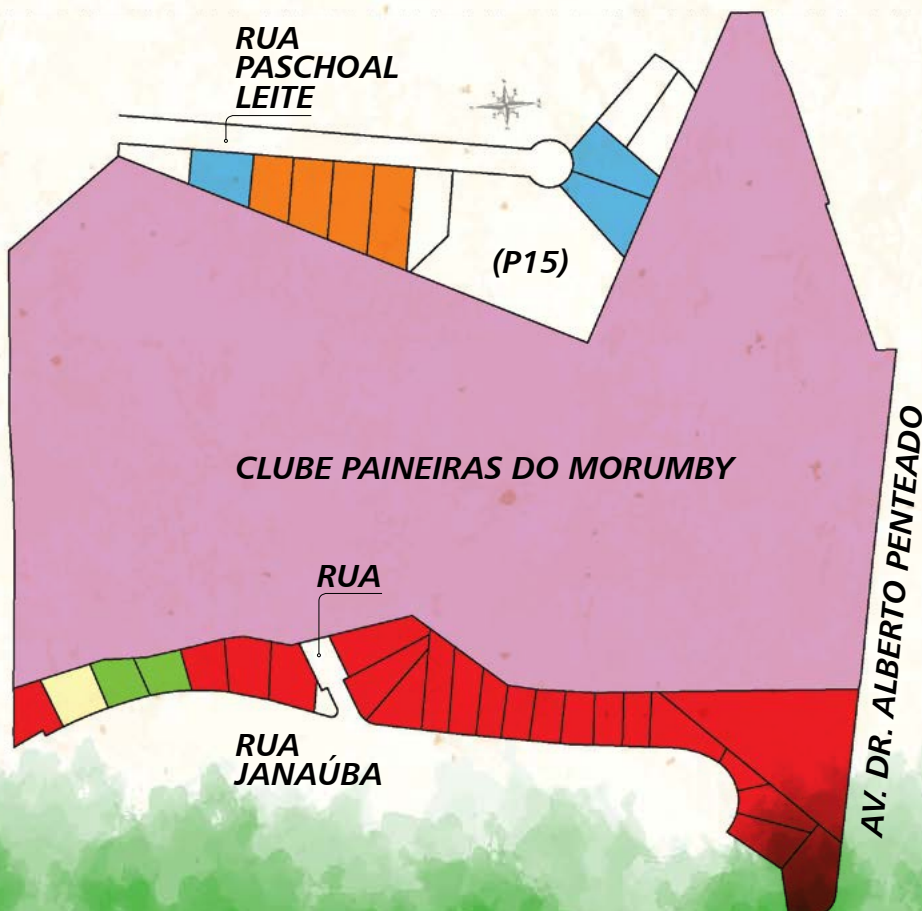 RUA
PASCHOAL
LEITE
(P15)
CLUBE PAINEIRAS DO MORUMBY
AV. DR. ALBERTO PENTEADO
RUA
RUA
JANAÚBA